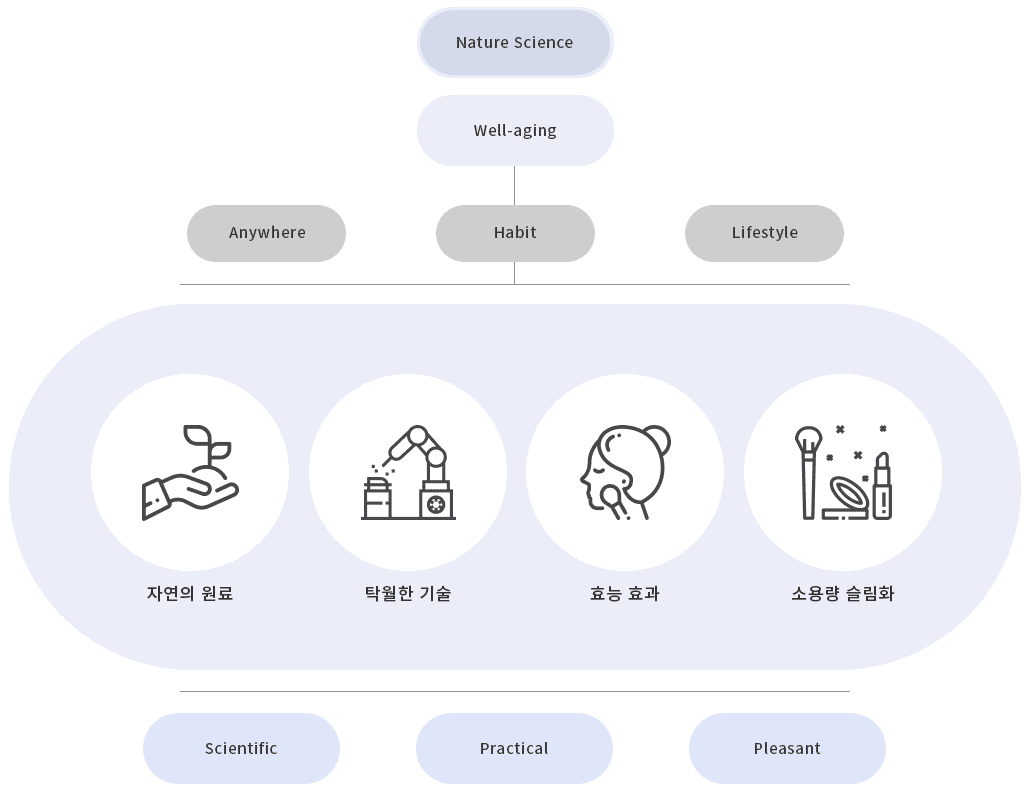 Nature Science
Well-aging
Anywhere
Habit
Lifestyle
자연의 원료
탁월한 기술
효능 효과
소용량 슬림화
Scientific
Practical
Pleasant